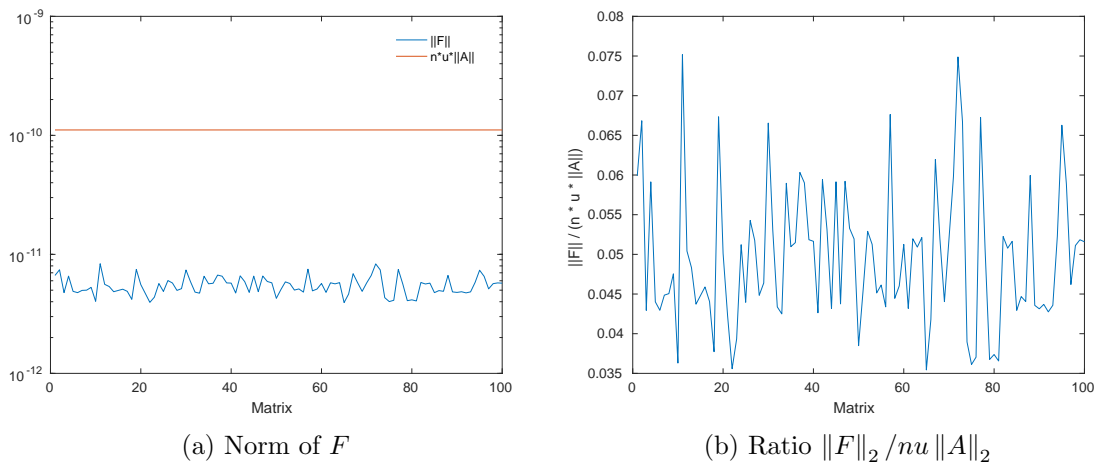 10^-9
10^-10
10^-11
10^-12
0 20 40 60 80 100
Matrix
||F||
n*u*||A||
(a) Norm of F
0.08
0.075
0.07
0.065
0.06
0.055
0.05
0.045
0.04
0.035
||F|| / (n * u * ||A||)
0 20 40 60 80 100
Matrix
(b) Ratio ‖F‖₂ /nu ‖A‖₂